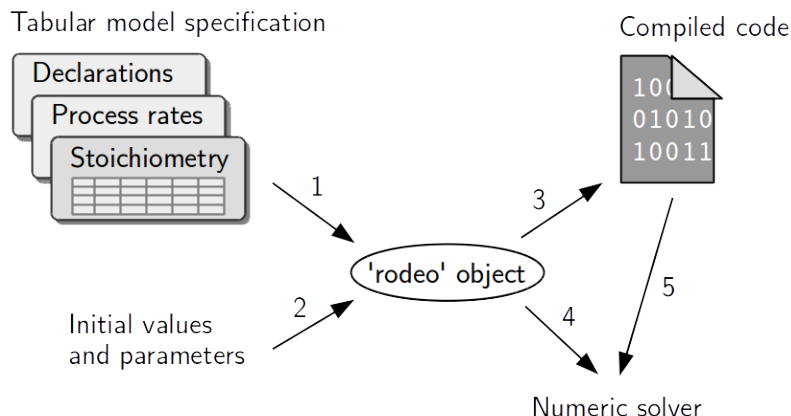 Tabular model specification
Compiled code
Declarations
Process rates
Stoichiometry
100
01010
10011
1
2
3
4
5
'rodeo' object
Initial values
and parameters
Numeric solver